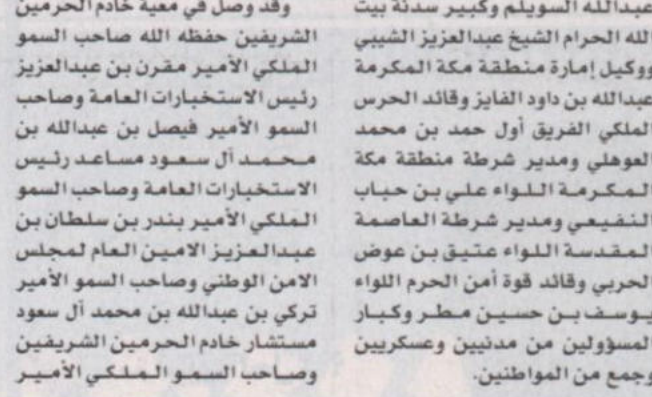 عبدالله السويلم وكبير سدنة بيت
الله الحرام الشيخ عبدالعزيز الشيبي
ووكيل إمارة منطقة مكة المكرمة
عبدالله بن داود الفايز وقائد الحرس
الملكي الفريق أول حمد بن محمد
العوهلي ومدير شرطة منطقة مكة
المكرمة اللواء علي بن حباب
النفيعي ومدير شرطة العاصمة
المقدسة اللواء عتيق بن عوض
الحربي وقائد قوة أمن الحرم اللواء
يوسف بن حسين مطر وكبار
المسؤولين من مدنيين وعسكريين
وجمع من المواطنين.
وقد وصل في معية خادم الحرمين
الشريفين حفظه الله صاحب السمو
الملكي الأمير مقرن بن عبدالعزيز
رئيس الاستخبارات العامة وصاحب
السمو الأمير فيصل بن عبدالله بن
محمد آل سعود مساعد رئيس
الاستخبارات العامة وصاحب السمو
الملكي الأمير بندر بن سلطان بن
عبدالعزيز الامين العام لمجلس
الامن الوطني وصاحب السمو الأمير
تركي بن عبدالله بن محمد آل سعود
مستشار خادم الحرمين الشريفين
وصاحب السمو الملكي الأمير